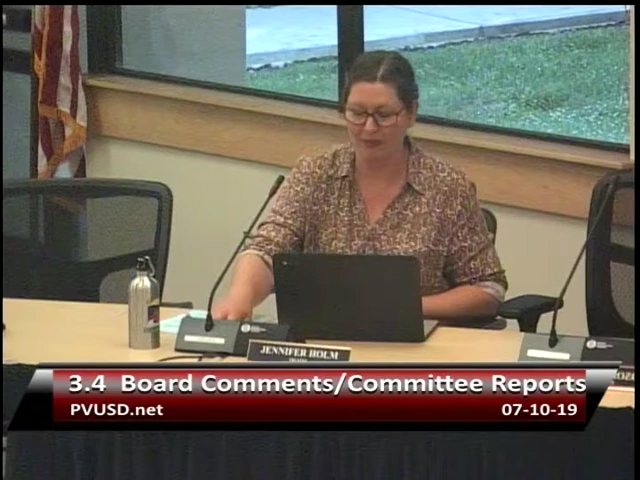 JENNIFER HOLM
3.4 Board Comments/Committee Reports
PVUSD.net 07-10-19